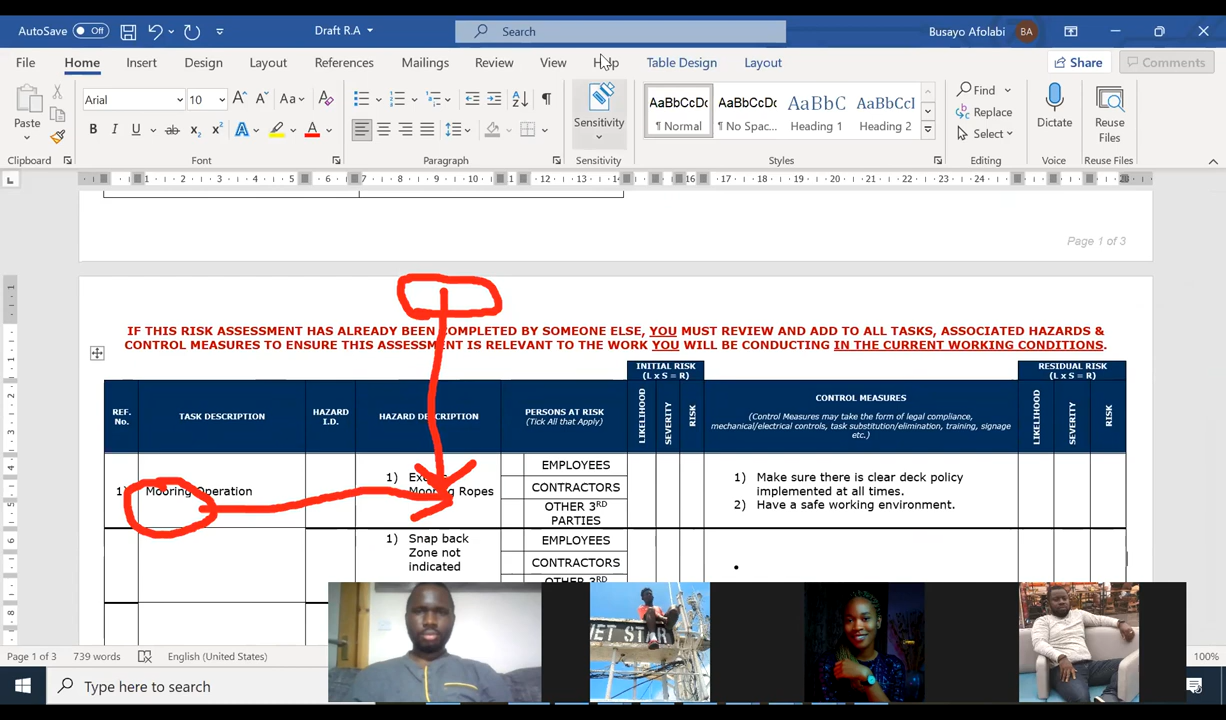 AutoSave Off Draft R.A Search Busayo Afolabi BA
File Home Insert Design Layout References Mailings Review View Help Table Design Layout Share Comments
Arial 10 Aa Find
Paste B I U ab x₂ x² A A Sensitivity AaBbCcDc AaBbCcDc AaBbC AaBbCcI Replace Dictate Reuse Files
¶ Normal ¶ No Spac... Heading 1 Heading 2 Select
Clipboard Font Paragraph Sensitivity Styles Editing Voice Reuse Files
Page 1 of 3
IF THIS RISK ASSESSMENT HAS ALREADY BEEN COMPLETED BY SOMEONE ELSE, YOU MUST REVIEW AND ADD TO ALL TASKS, ASSOCIATED HAZARDS &
CONTROL MEASURES TO ENSURE THIS ASSESSMENT IS RELEVANT TO THE WORK YOU WILL BE CONDUCTING IN THE CURRENT WORKING CONDITIONS.
INITIAL RISK
(L x S = R)
RESIDUAL RISK
(L x S = R)
REF.
No.
TASK DESCRIPTION
HAZARD
I.D.
HAZARD DESCRIPTION
PERSONS AT RISK
(Tick All that Apply)
LIKELIHOOD
SEVERITY
RISK
CONTROL MEASURES
(Control Measures may take the form of legal compliance,
mechanical/electrical controls, task substitution/elimination, training, signage
etc.)
LIKELIHOOD
SEVERITY
RISK
1)
Mooring Operation
1)
Mooring Ropes
EMPLOYEES
CONTRACTORS
OTHER 3RD
PARTIES
1) Make sure there is clear deck policy
implemented at all times.
2) Have a safe working environment.
1) Snap back
Zone not
indicated
EMPLOYEES
CONTRACTORS
OTHER 3RD
NET STAR
Page 1 of 3 739 words English (United States) 100%
Type here to search